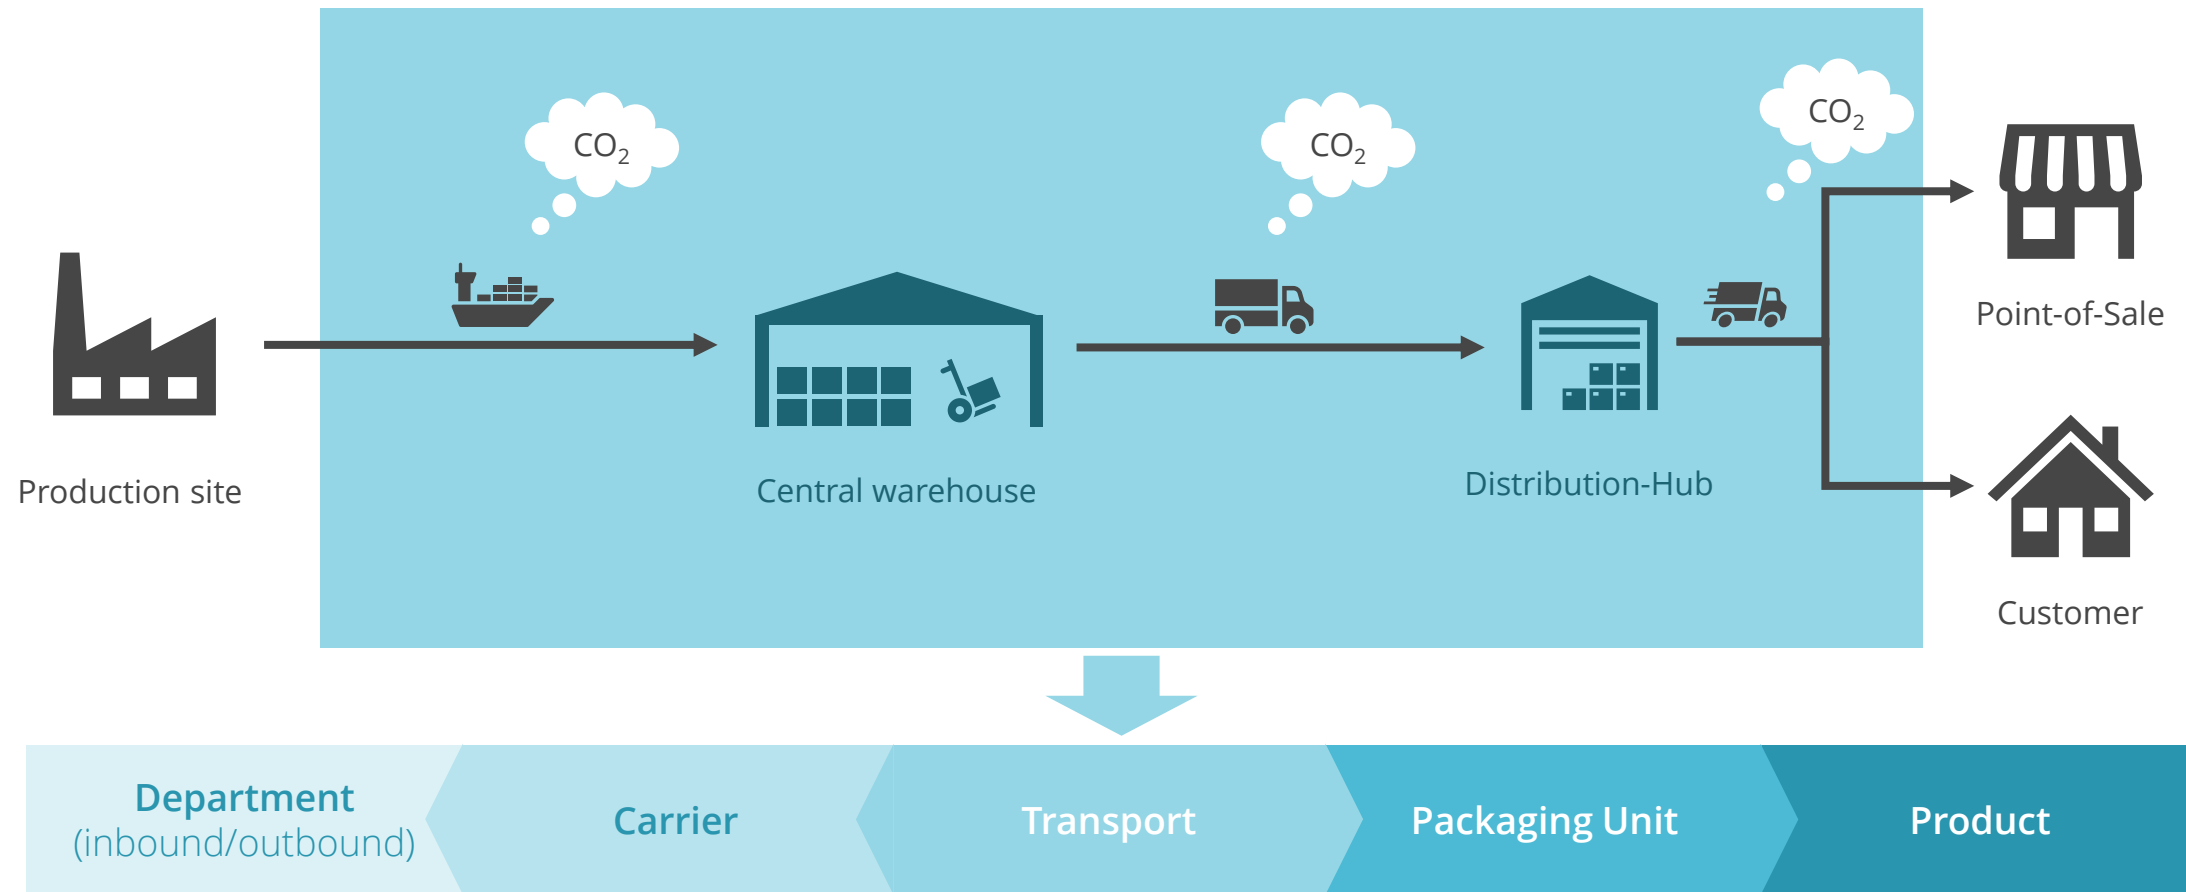 CO₂
CO₂
CO₂
Production site
Central warehouse
Distribution-Hub
Point-of-Sale
Customer
Department
(inbound/outbound)
Carrier
Transport
Packaging Unit
Product